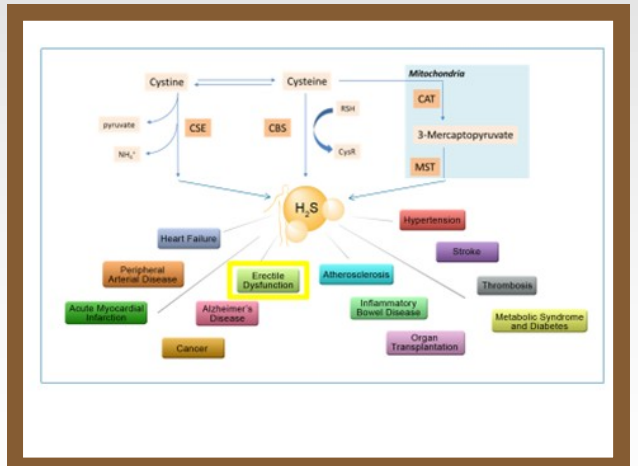 Mitochondria
Cystine
Cysteine
CAT
RSH
pyruvate
CSE
CBS
3-Mercaptopyruvate
NH₄⁺
CysR
MST
H₂S
Hypertension
Heart Failure
Stroke
Peripheral
Arterial Disease
Erectile
Dysfunction
Atherosclerosis
Thrombosis
Acute Myocardial
Infarction
Alzheimer's
Disease
Inflammatory
Bowel Disease
Metabolic Syndrome
and Diabetes
Cancer
Organ
Transplantation